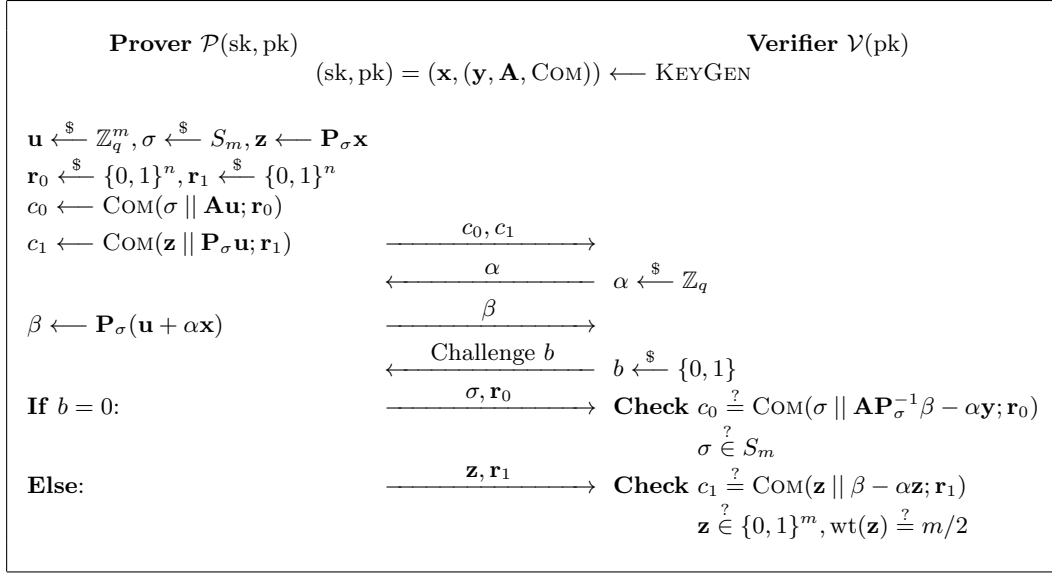 Prover 𝒫(sk, pk) Verifier 𝒱(pk)
(sk, pk) = (x, (y, A, COM)) ⟵ KEYGEN
u ⟵$ ℤ_q^m, σ ⟵$ S_m, z ⟵ P_σx
r_0 ⟵$ {0, 1}^n, r_1 ⟵$ {0, 1}^n
c_0 ⟵ COM(σ || Au; r_0)
c_1 ⟵ COM(z || P_σu; r_1) c_0, c_1
α α ⟵$ ℤ_q
β ⟵ P_σ(u + αx) β
Challenge b b ⟵$ {0, 1}
If b = 0: σ, r_0 Check c_0 =? COM(σ || AP_σ^{-1}β − αy; r_0)
σ ∈? S_m
Else: z, r_1 Check c_1 =? COM(z || β − αz; r_1)
z ∈? {0, 1}^m, wt(z) =? m/2